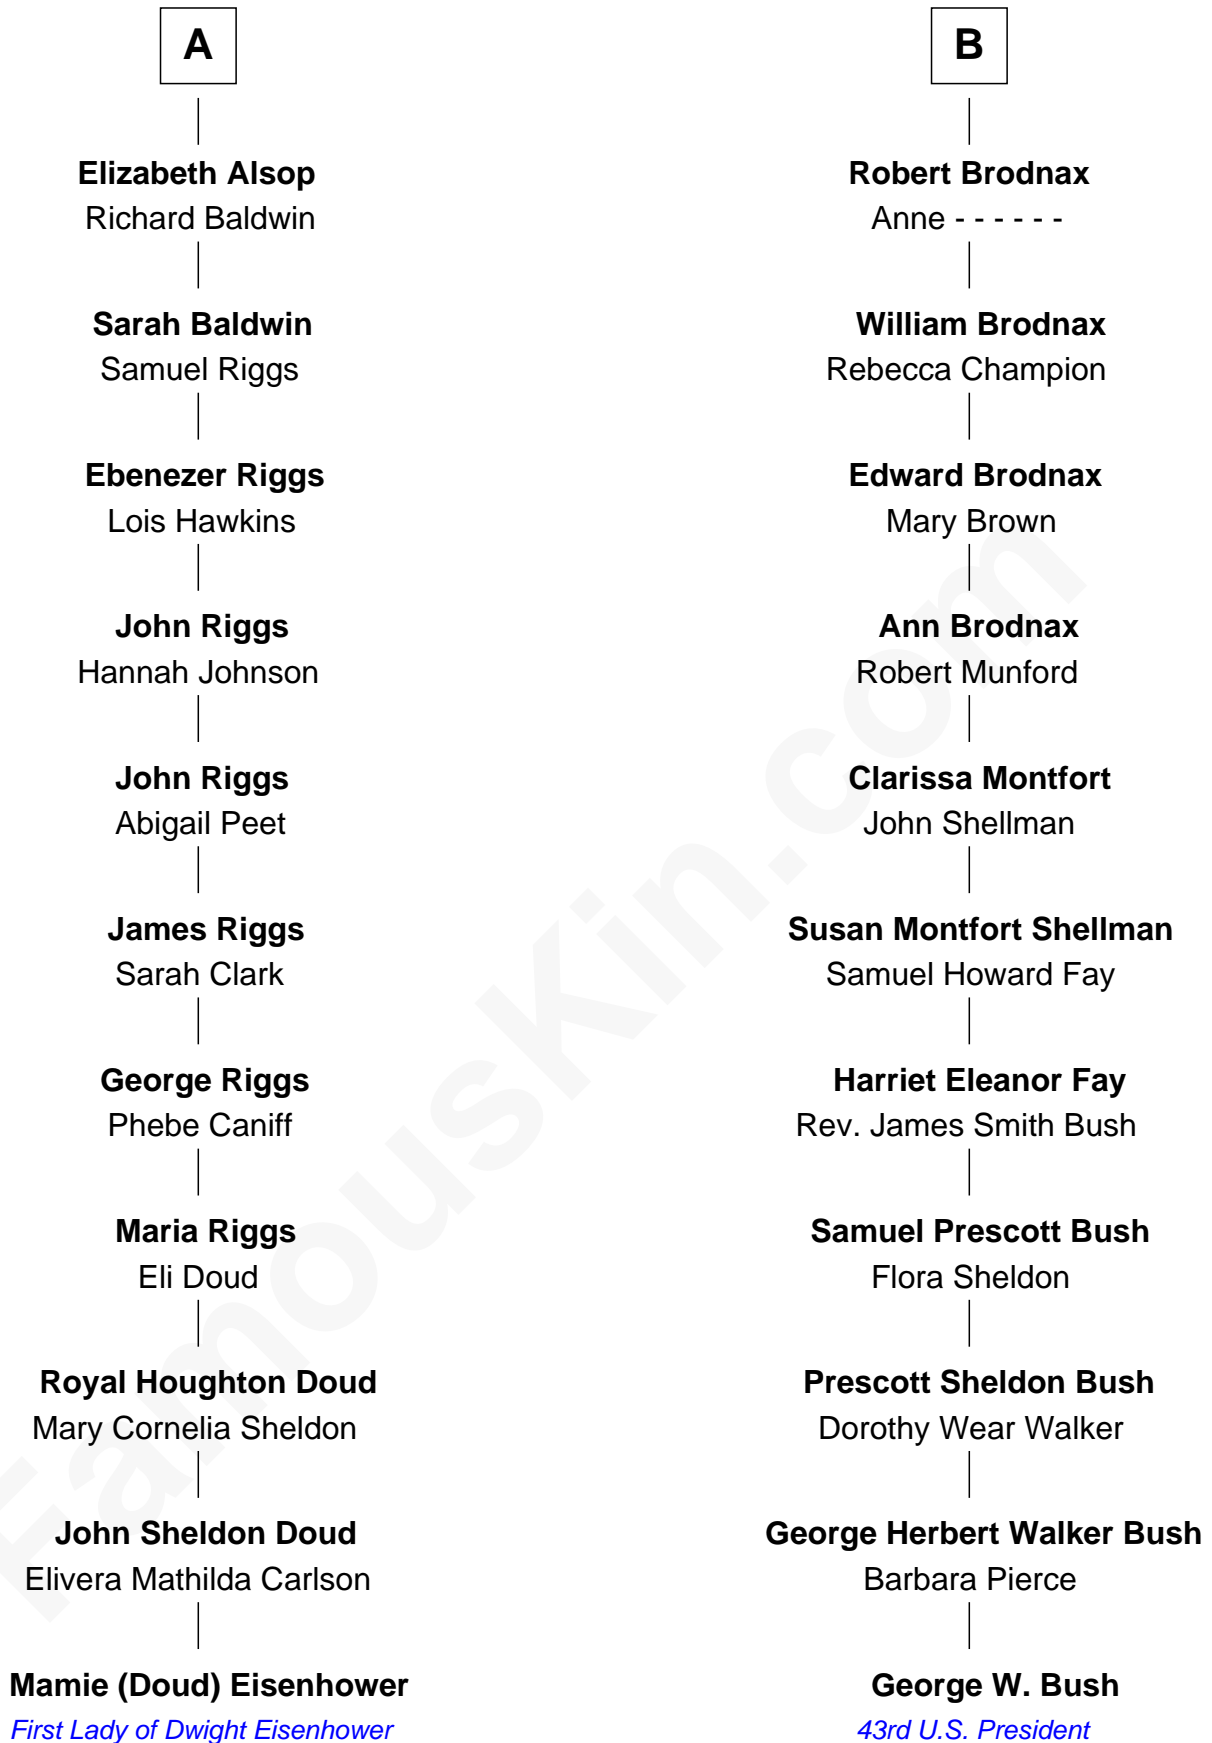 A
Elizabeth Alsop
Richard Baldwin
Sarah Baldwin
Samuel Riggs
Ebenezer Riggs
Lois Hawkins
John Riggs
Hannah Johnson
John Riggs
Abigail Peet
James Riggs
Sarah Clark
George Riggs
Phebe Caniff
Maria Riggs
Eli Doud
Royal Houghton Doud
Mary Cornelia Sheldon
John Sheldon Doud
Elivera Mathilda Carlson
Mamie (Doud) Eisenhower
First Lady of Dwight Eisenhower
B
Robert Brodnax
Anne - - - - - -
William Brodnax
Rebecca Champion
Edward Brodnax
Mary Brown
Ann Brodnax
Robert Munford
Clarissa Montfort
John Shellman
Susan Montfort Shellman
Samuel Howard Fay
Harriet Eleanor Fay
Rev. James Smith Bush
Samuel Prescott Bush
Flora Sheldon
Prescott Sheldon Bush
Dorothy Wear Walker
George Herbert Walker Bush
Barbara Pierce
George W. Bush
43rd U.S. President
FamousKin.com